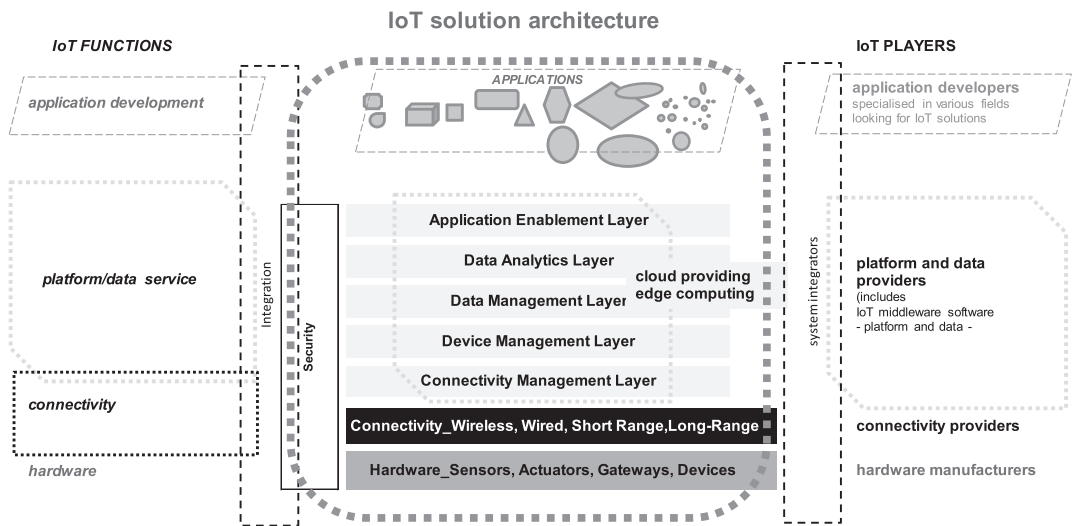 IoT solution architecture
IoT FUNCTIONS
application development
platform/data service
connectivity
hardware
Integration
Security
APPLICATIONS
Application Enablement Layer
Data Analytics Layer
Data Management Layer
Device Management Layer
Connectivity Management Layer
cloud providing
edge computing
Connectivity_Wireless, Wired, Short Range,Long-Range
Hardware_Sensors, Actuators, Gateways, Devices
system integrators
IoT PLAYERS
application developers
specialised in various fields
looking for IoT solutions
platform and data
providers
(includes
IoT middleware software
- platform and data -
connectivity providers
hardware manufacturers